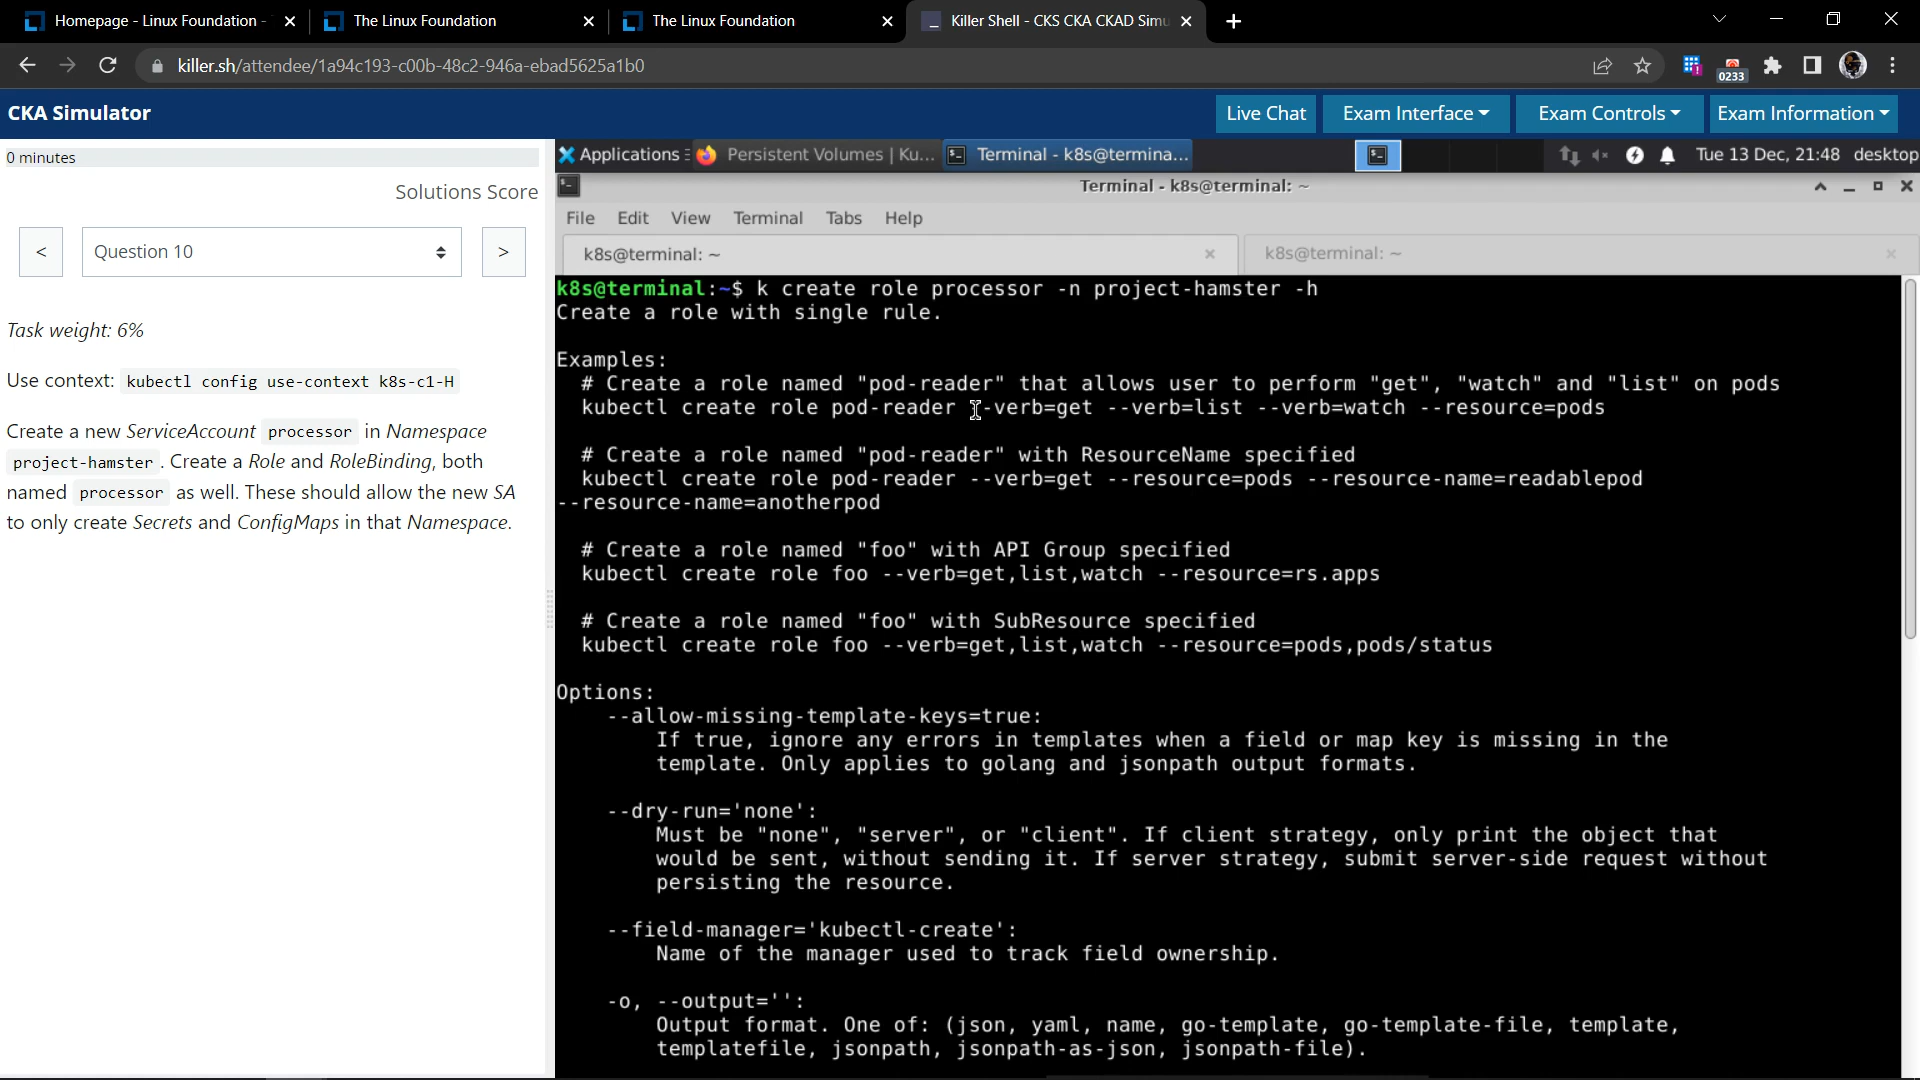 Homepage - Linux Foundation -
The Linux Foundation
The Linux Foundation
Killer Shell - CKS CKA CKAD Simu
killer.sh/attendee/1a94c193-c00b-48c2-946a-ebad5625a1b0
0233
CKA Simulator
Live Chat
Exam Interface
Exam Controls
Exam Information
0 minutes
Solutions Score
<
Question 10
>
Task weight: 6%
Use context: kubectl config use-context k8s-c1-H
Create a new ServiceAccount processor in Namespace
project-hamster . Create a Role and RoleBinding, both
named processor as well. These should allow the new SA
to only create Secrets and ConfigMaps in that Namespace.
Applications
Persistent Volumes | Ku...
Terminal - k8s@termina...
Tue 13 Dec, 21:48
desktop
Terminal - k8s@terminal: ~
File Edit View Terminal Tabs Help
k8s@terminal: ~
k8s@terminal: ~
k8s@terminal:~$ k create role processor -n project-hamster -h
Create a role with single rule.
Examples:
# Create a role named "pod-reader" that allows user to perform "get", "watch" and "list" on pods
kubectl create role pod-reader --verb=get --verb=list --verb=watch --resource=pods
# Create a role named "pod-reader" with ResourceName specified
kubectl create role pod-reader --verb=get --resource=pods --resource-name=readablepod
--resource-name=anotherpod
# Create a role named "foo" with API Group specified
kubectl create role foo --verb=get,list,watch --resource=rs.apps
# Create a role named "foo" with SubResource specified
kubectl create role foo --verb=get,list,watch --resource=pods,pods/status
Options:
--allow-missing-template-keys=true:
If true, ignore any errors in templates when a field or map key is missing in the
template. Only applies to golang and jsonpath output formats.
--dry-run='none':
Must be "none", "server", or "client". If client strategy, only print the object that
would be sent, without sending it. If server strategy, submit server-side request without
persisting the resource.
--field-manager='kubectl-create':
Name of the manager used to track field ownership.
-o, --output='':
Output format. One of: (json, yaml, name, go-template, go-template-file, template,
templatefile, jsonpath, jsonpath-as-json, jsonpath-file).